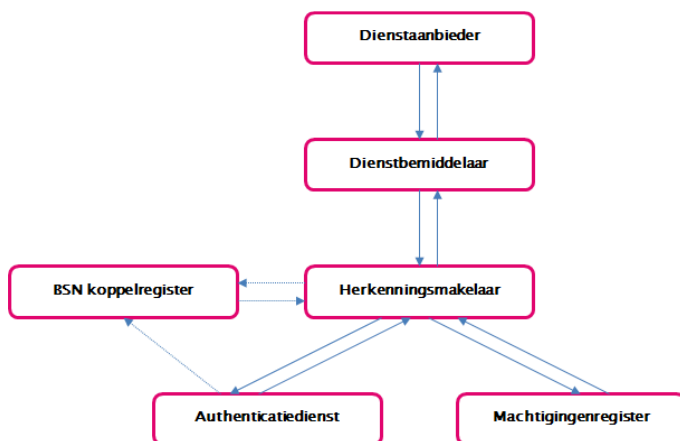 Dienstaanbieder
Dienstbemiddelaar
BSN koppelregister
Herkenningsmakelaar
Authenticatiedienst
Machtigingenregister